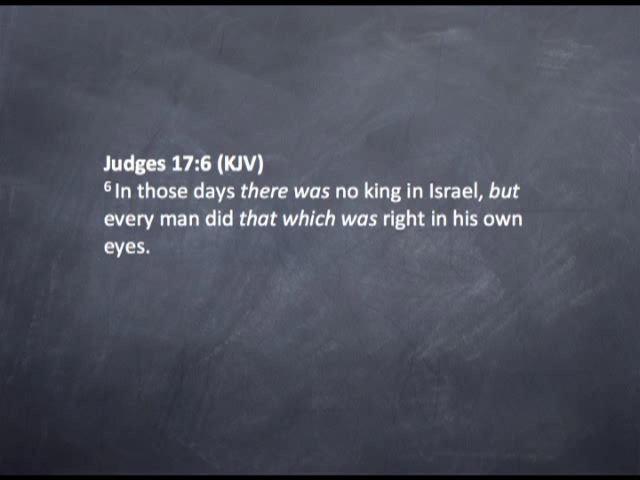 Judges 17:6 (KJV)
6 In those days there was no king in Israel, but
every man did that which was right in his own
eyes.